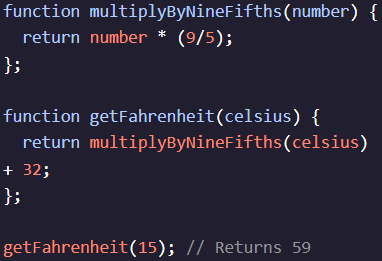 function multiplyByNineFifths(number) {
  return number * (9/5);
};

function getFahrenheit(celsius) {
  return multiplyByNineFifths(celsius)
+ 32;
};

getFahrenheit(15); // Returns 59